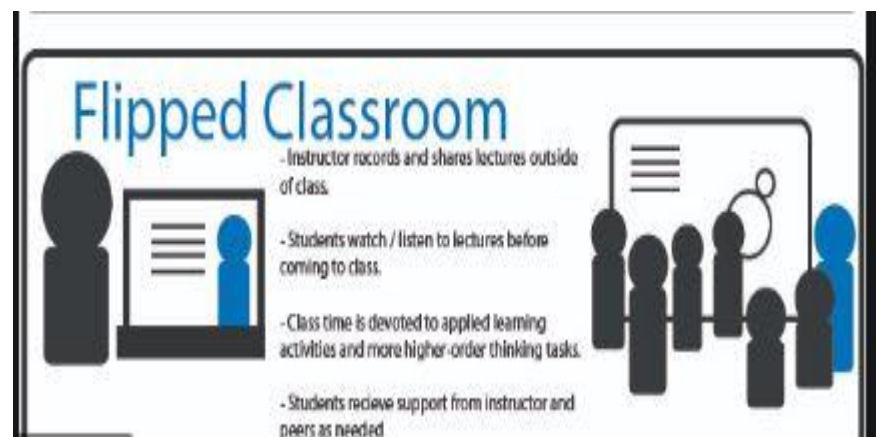 Flipped Classroom
- Instructor records and shares lectures outside
of class.
- Students watch / listen to lectures before
coming to class.
- Class time is devoted to applied learning
activities and more higher-order thinking tasks.
- Students recieve support from instructor and
peers as needed